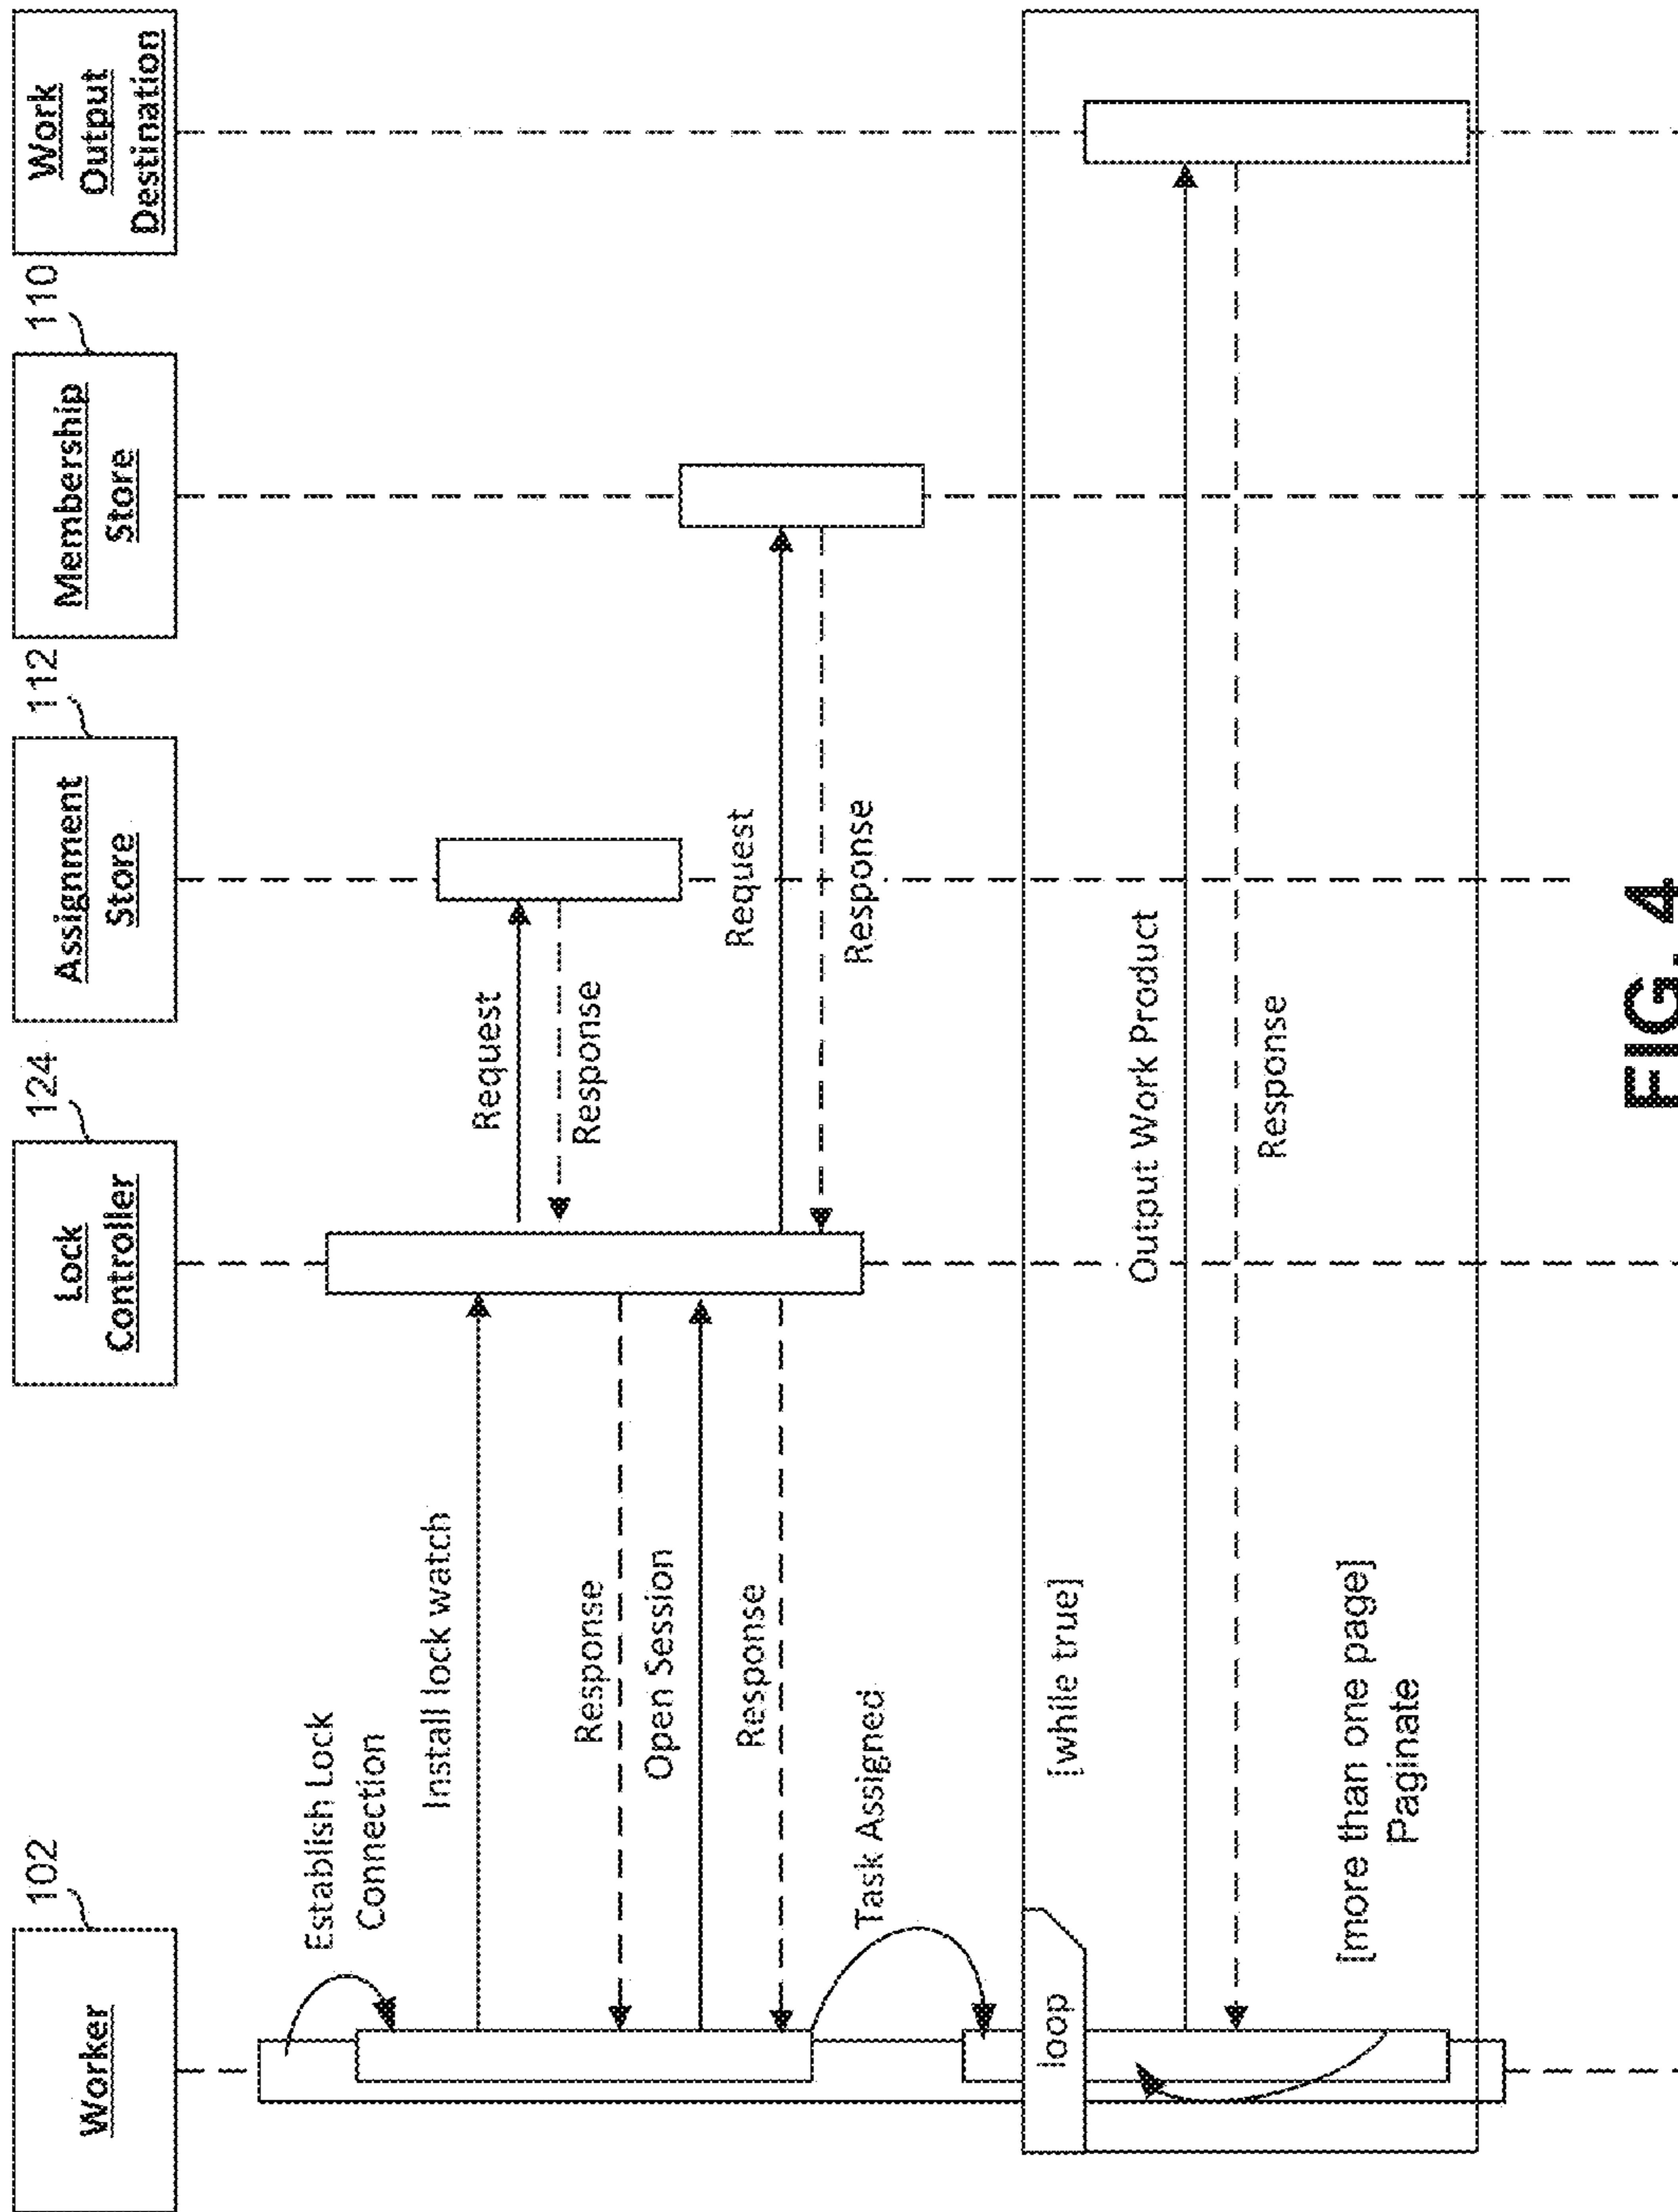 Worker
102
Lock
Controller
124
Assignment
Store
112
Membership
Store
110
Work
Output
Destination
Establish Lock
Connection
Install lock watch
Request
Response
Response
Open Session
Request
Response
Response
Task Assigned
loop
[while true]
Output Work Product
Response
[more than one page]
Paginate
FIG. 4